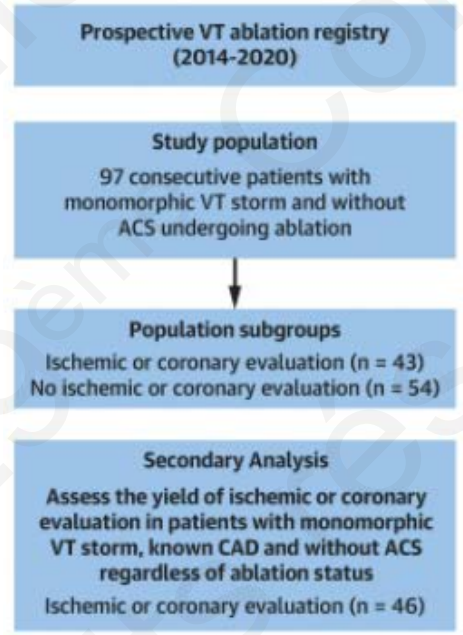 Prospective VT ablation registry
(2014-2020)
Study population
97 consecutive patients with
monomorphic VT storm and without
ACS undergoing ablation
Population subgroups
Ischemic or coronary evaluation (n = 43)
No ischemic or coronary evaluation (n = 54)
Secondary Analysis
Assess the yield of ischemic or coronary
evaluation in patients with monomorphic
VT storm, known CAD and without ACS
regardless of ablation status
Ischemic or coronary evaluation (n = 46)